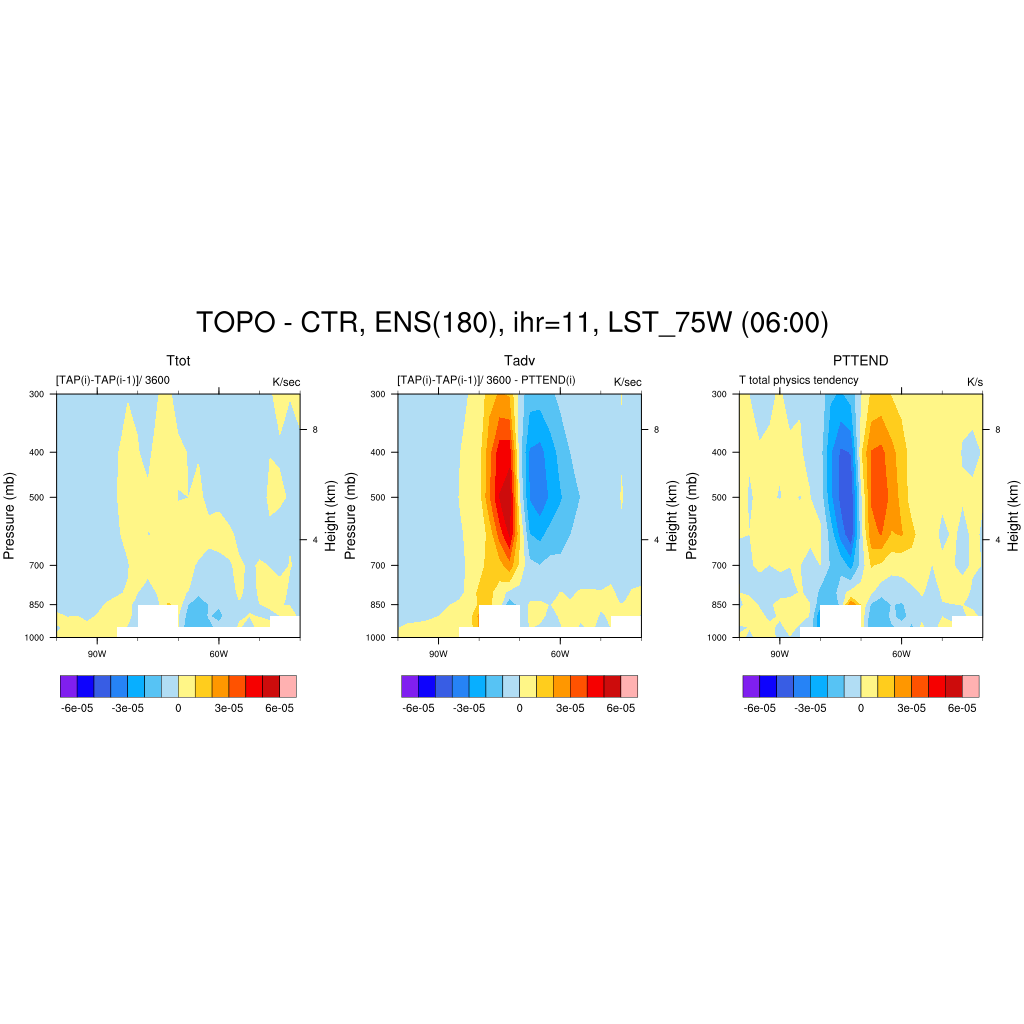 TOPO - CTR, ENS(180), ihr=11, LST_75W (06:00)
Ttot
[TAP(i)-TAP(i-1)]/ 3600 K/sec
300
400
500
700
850
1000
Pressure (mb)
8
4
Height (km)
90W 60W
-6e-05 -3e-05 0 3e-05 6e-05
Tadv
[TAP(i)-TAP(i-1)]/ 3600 - PTTEND(i) K/sec
300
400
500
700
850
1000
Pressure (mb)
8
4
Height (km)
90W 60W
-6e-05 -3e-05 0 3e-05 6e-05
PTTEND
T total physics tendency K/s
300
400
500
700
850
1000
Pressure (mb)
8
4
Height (km)
90W 60W
-6e-05 -3e-05 0 3e-05 6e-05